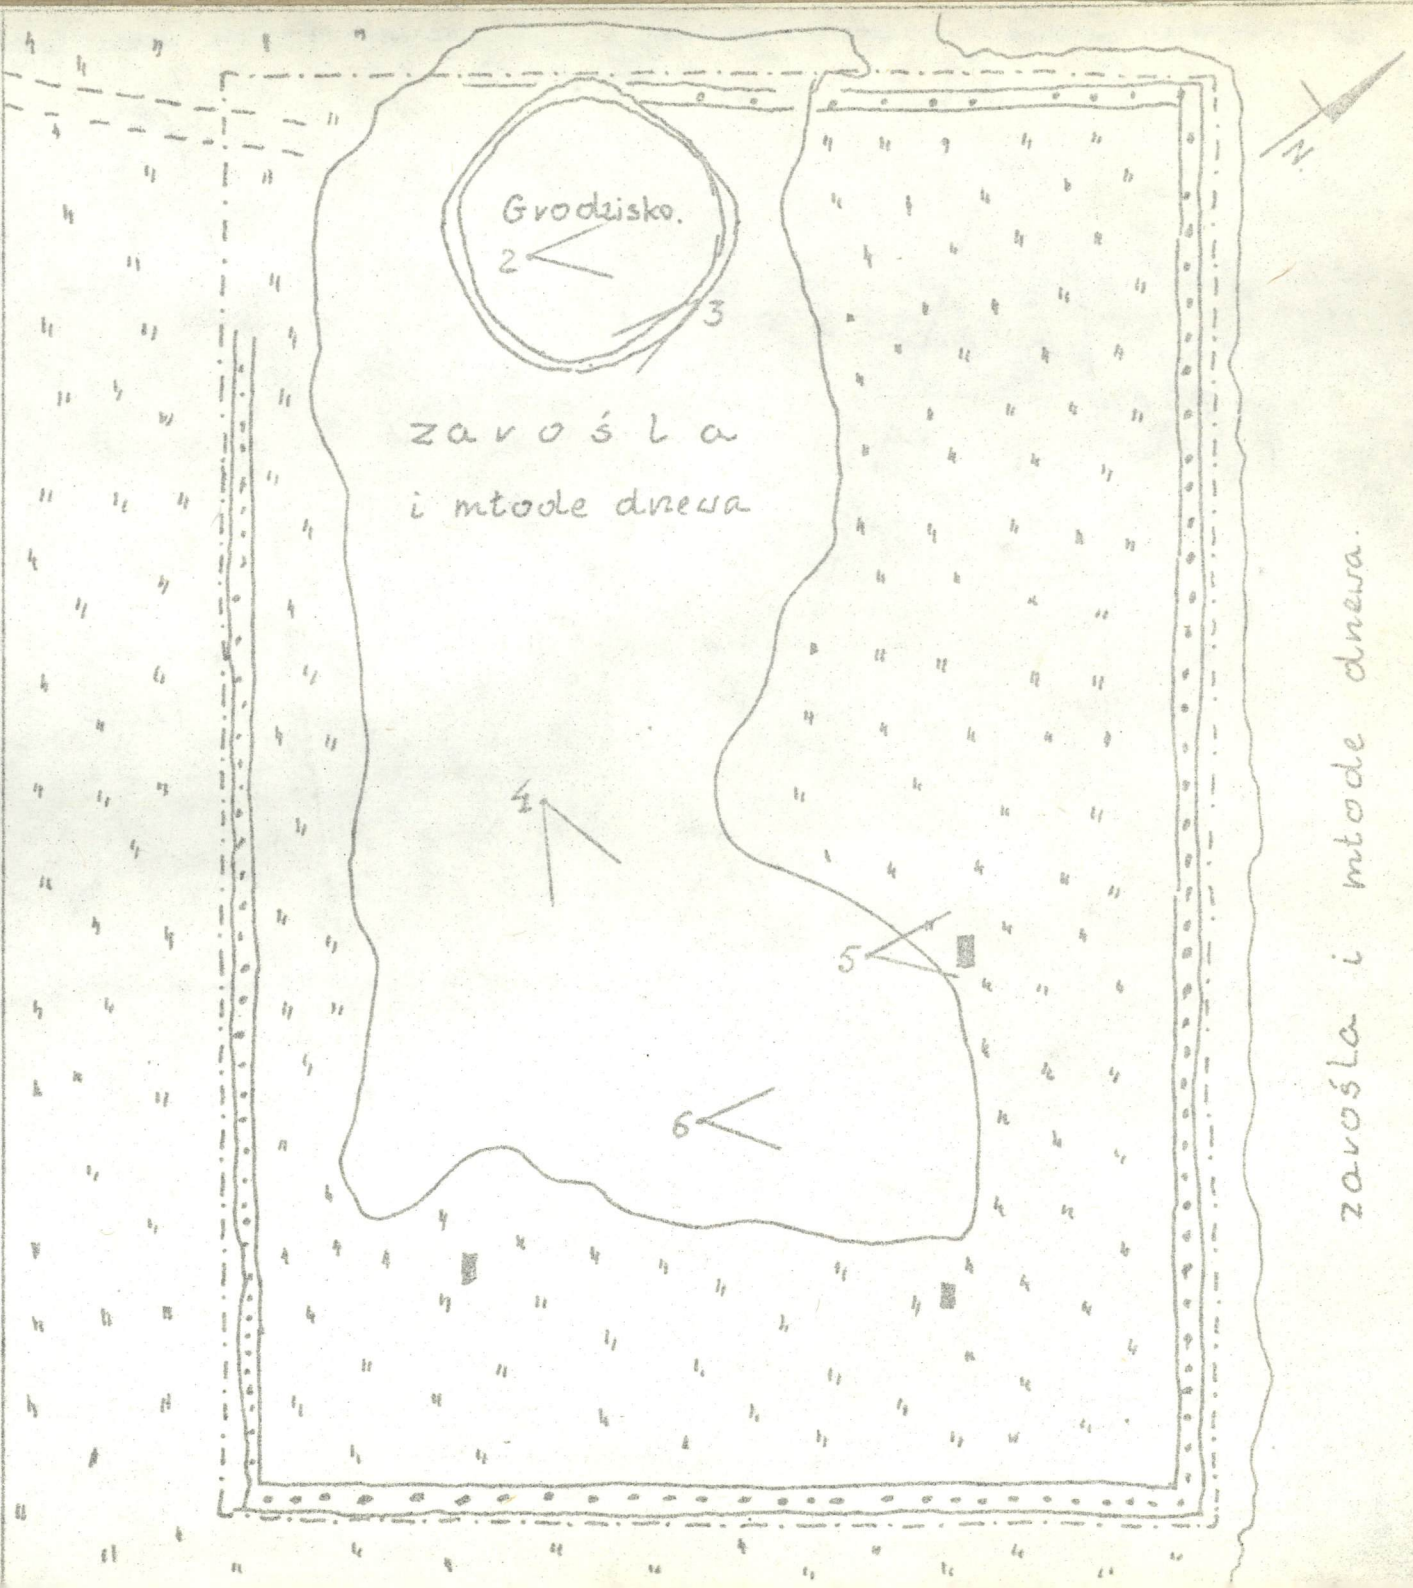 N.
Grodzisko.
2
3
zarośla
i młode drzewa
4
5
6
zarośla i młode drzewa.